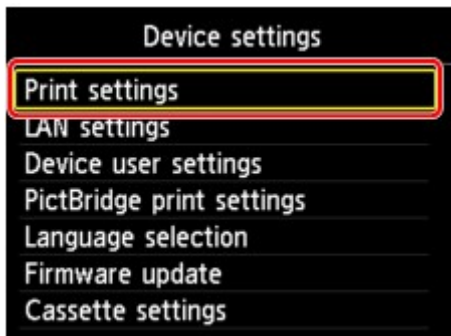 Device settings
Print settings
LAN settings
Device user settings
PictBridge print settings
Language selection
Firmware update
Cassette settings